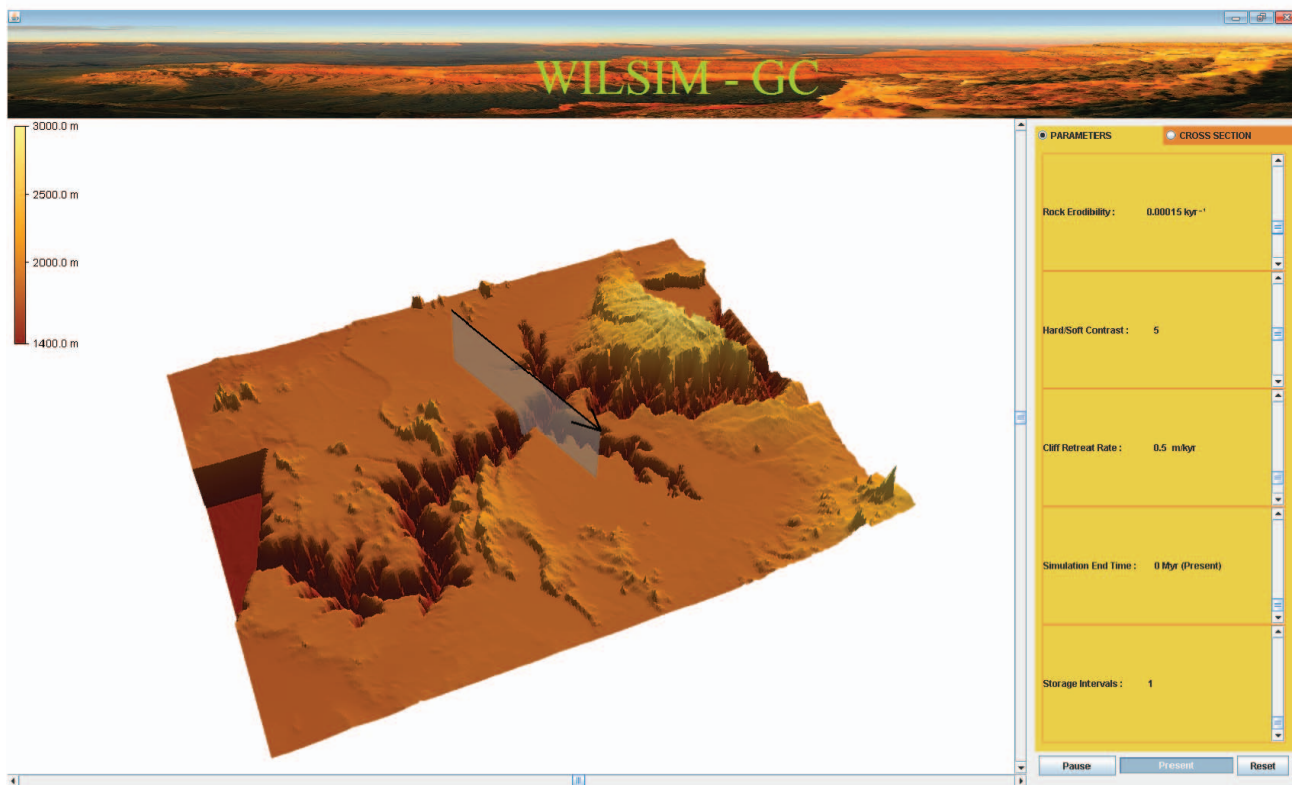 WILSIM - GC
3000.0 m
2500.0 m
2000.0 m
1400.0 m
PARAMETERS
CROSS SECTION
Rock Erodibility : 0.00015 kyr⁻¹
Hard/Soft Contrast : 5
Cliff Retreat Rate : 0.5 m/kyr
Simulation End Time : 0 Myr (Present)
Storage Intervals : 1
Pause Present Reset